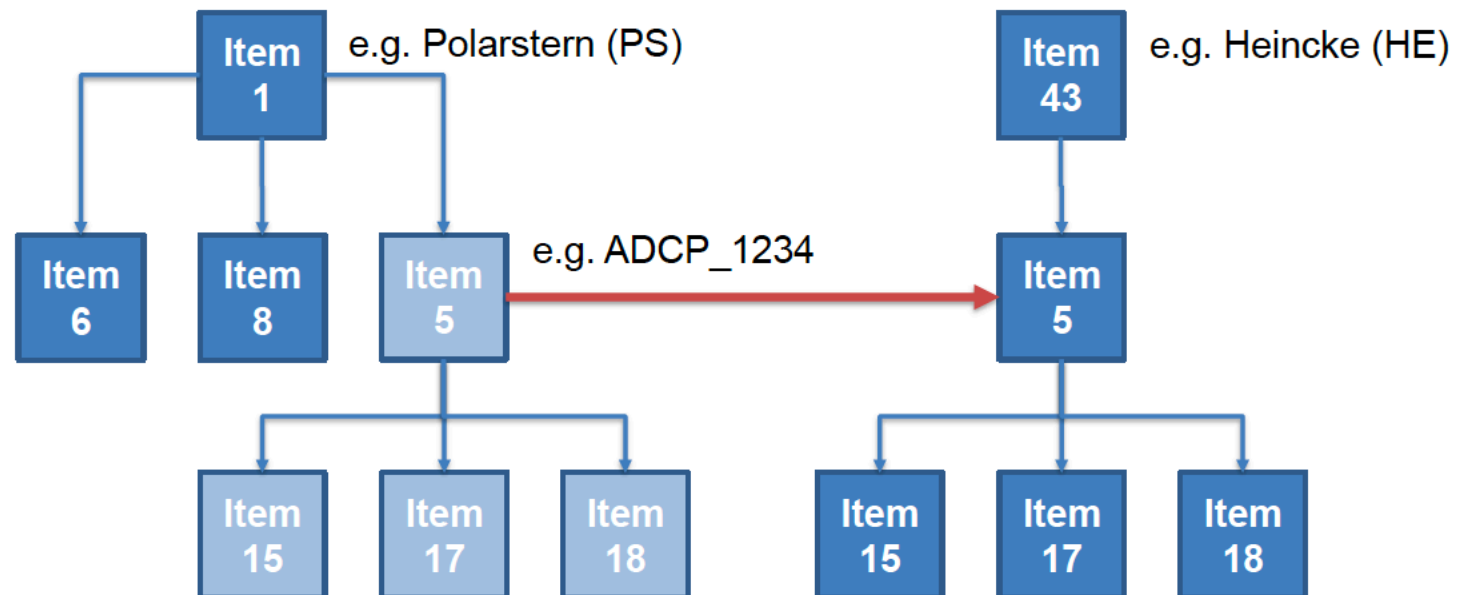 Item
1
e.g. Polarstern (PS)
Item
43
e.g. Heincke (HE)
Item
6
Item
8
Item
5
e.g. ADCP_1234
Item
5
Item
15
Item
17
Item
18
Item
15
Item
17
Item
18